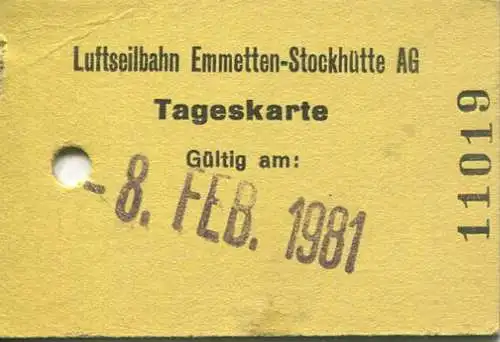 Luftseilbahn Emmetten-Stockhütte AG
Tageskarte
Gültig am:
-8. FEB. 1981
11019